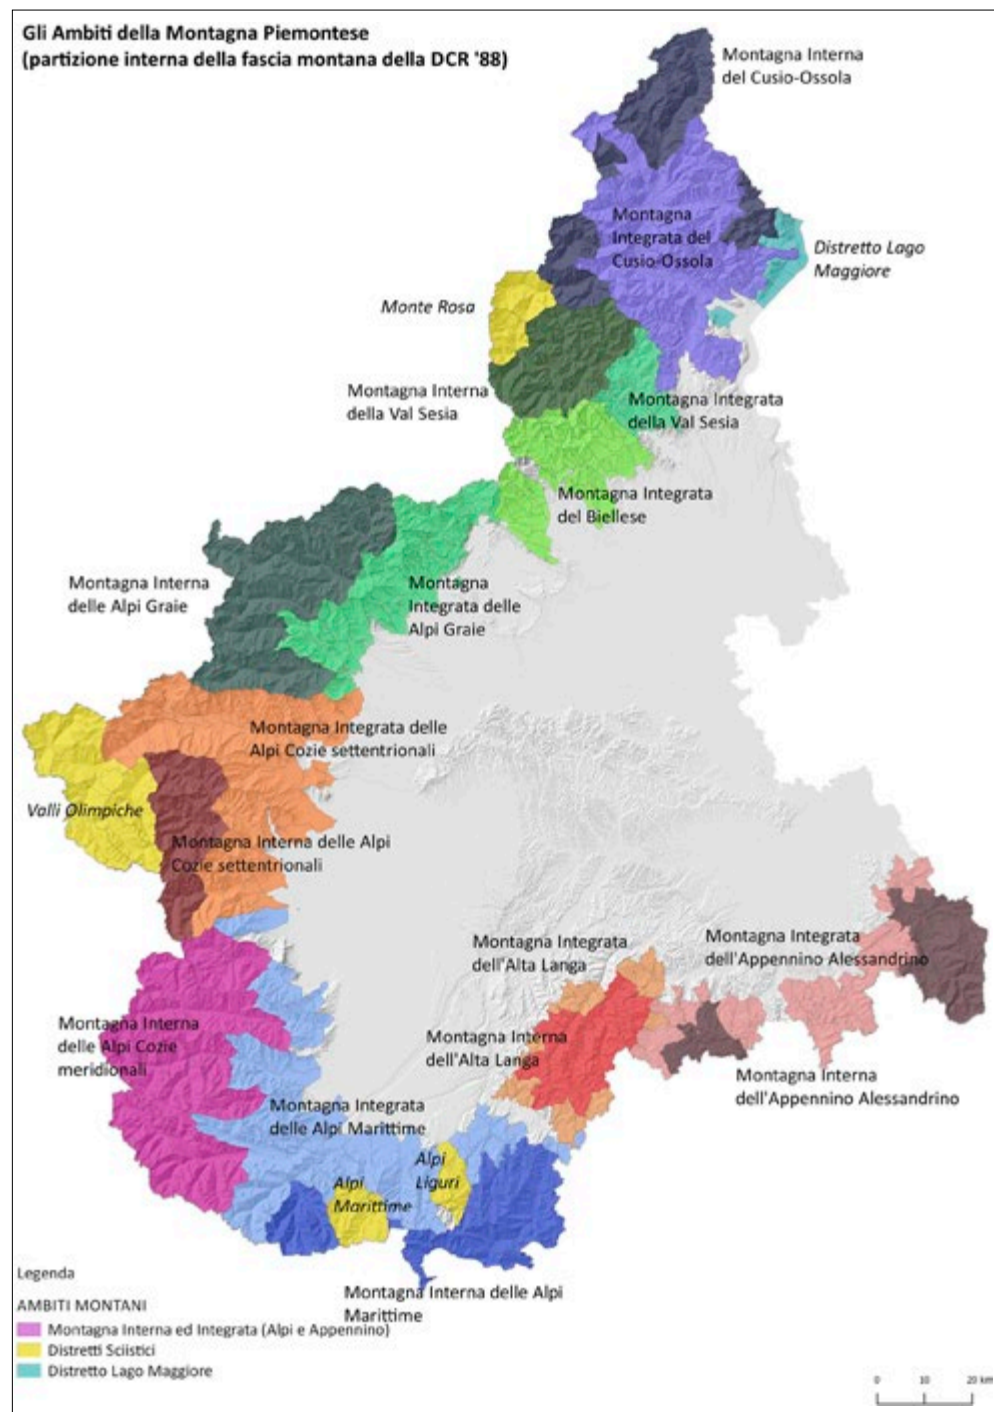 Gli Ambiti della Montagna Piemontese
(partizione interna della fascia montana della DCR '88)
Montagna Interna
del Cusio-Ossola
Montagna
Integrata del
Cusio-Ossola
Distretto Lago
Maggiore
Monte Rosa
Montagna Interna
della Val Sesia
Montagna Integrata
della Val Sesia
Montagna Integrata
del Biellese
Montagna Interna
delle Alpi Graie
Montagna
Integrata delle
Alpi Graie
Montagna Integrata delle
Alpi Cozie settentrionali
Valli Olimpiche
Montagna Interna delle Alpi
Cozie settentrionali
Montagna Integrata
dell'Alta Langa
Montagna Integrata
dell'Appennino Alessandrino
Montagna Interna
delle Alpi Cozie
meridionali
Montagna Interna
dell'Alta Langa
Montagna Interna
dell'Appennino Alessandrino
Montagna Integrata
delle Alpi Marittime
Alpi
Liguri
Alpi
Marittime
Montagna Interna delle Alpi
Marittime
Legenda
AMBITI MONTANI
Montagna Interna ed Integrata (Alpi e Appennino)
Distretti Sciistici
Distretto Lago Maggiore
0 10 20 km